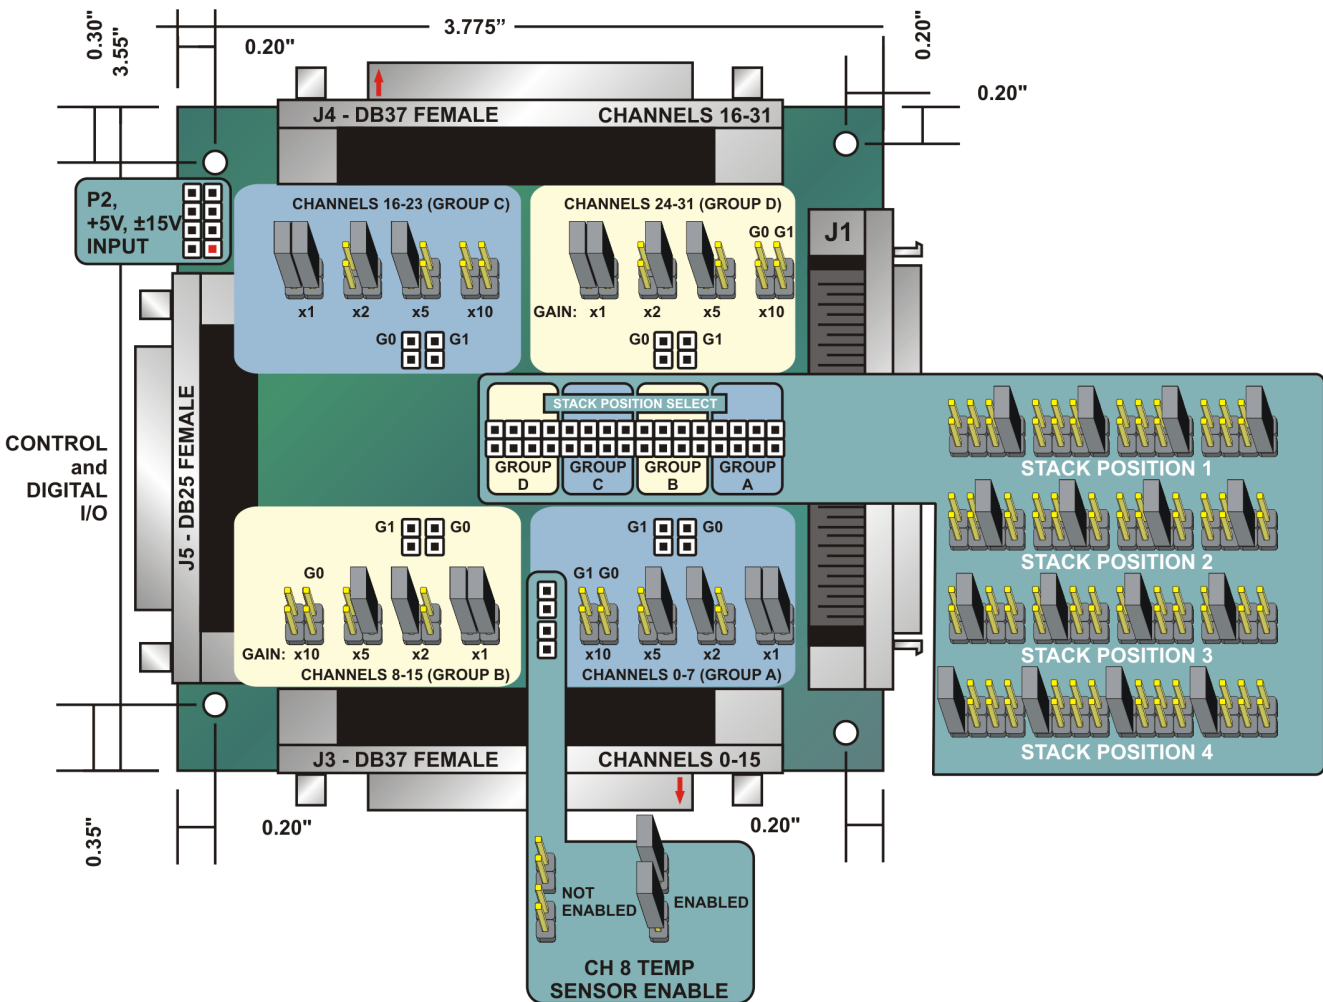 0.30"
3.55"
0.20"
3.775”
0.20"
0.20"
J4 - DB37 FEMALE
CHANNELS 16-31
P2,
+5V, ±15V
INPUT
CHANNELS 16-23 (GROUP C)
x1
x2
x5
x10
G0
G1
CHANNELS 24-31 (GROUP D)
G0 G1
GAIN:
x1
x2
x5
x10
G0
G1
J1
CONTROL
and
DIGITAL
I/O
J5 - DB25 FEMALE
STACK POSITION SELECT
GROUP
D
GROUP
C
GROUP
B
GROUP
A
STACK POSITION 1
STACK POSITION 2
STACK POSITION 3
STACK POSITION 4
G1
G0
G0
GAIN:
x10
x5
x2
x1
CHANNELS 8-15 (GROUP B)
G1
G0
G1 G0
x10
x5
x2
x1
CHANNELS 0-7 (GROUP A)
J3 - DB37 FEMALE
CHANNELS 0-15
0.35"
0.20"
0.20"
NOT
ENABLED
ENABLED
CH 8 TEMP
SENSOR ENABLE